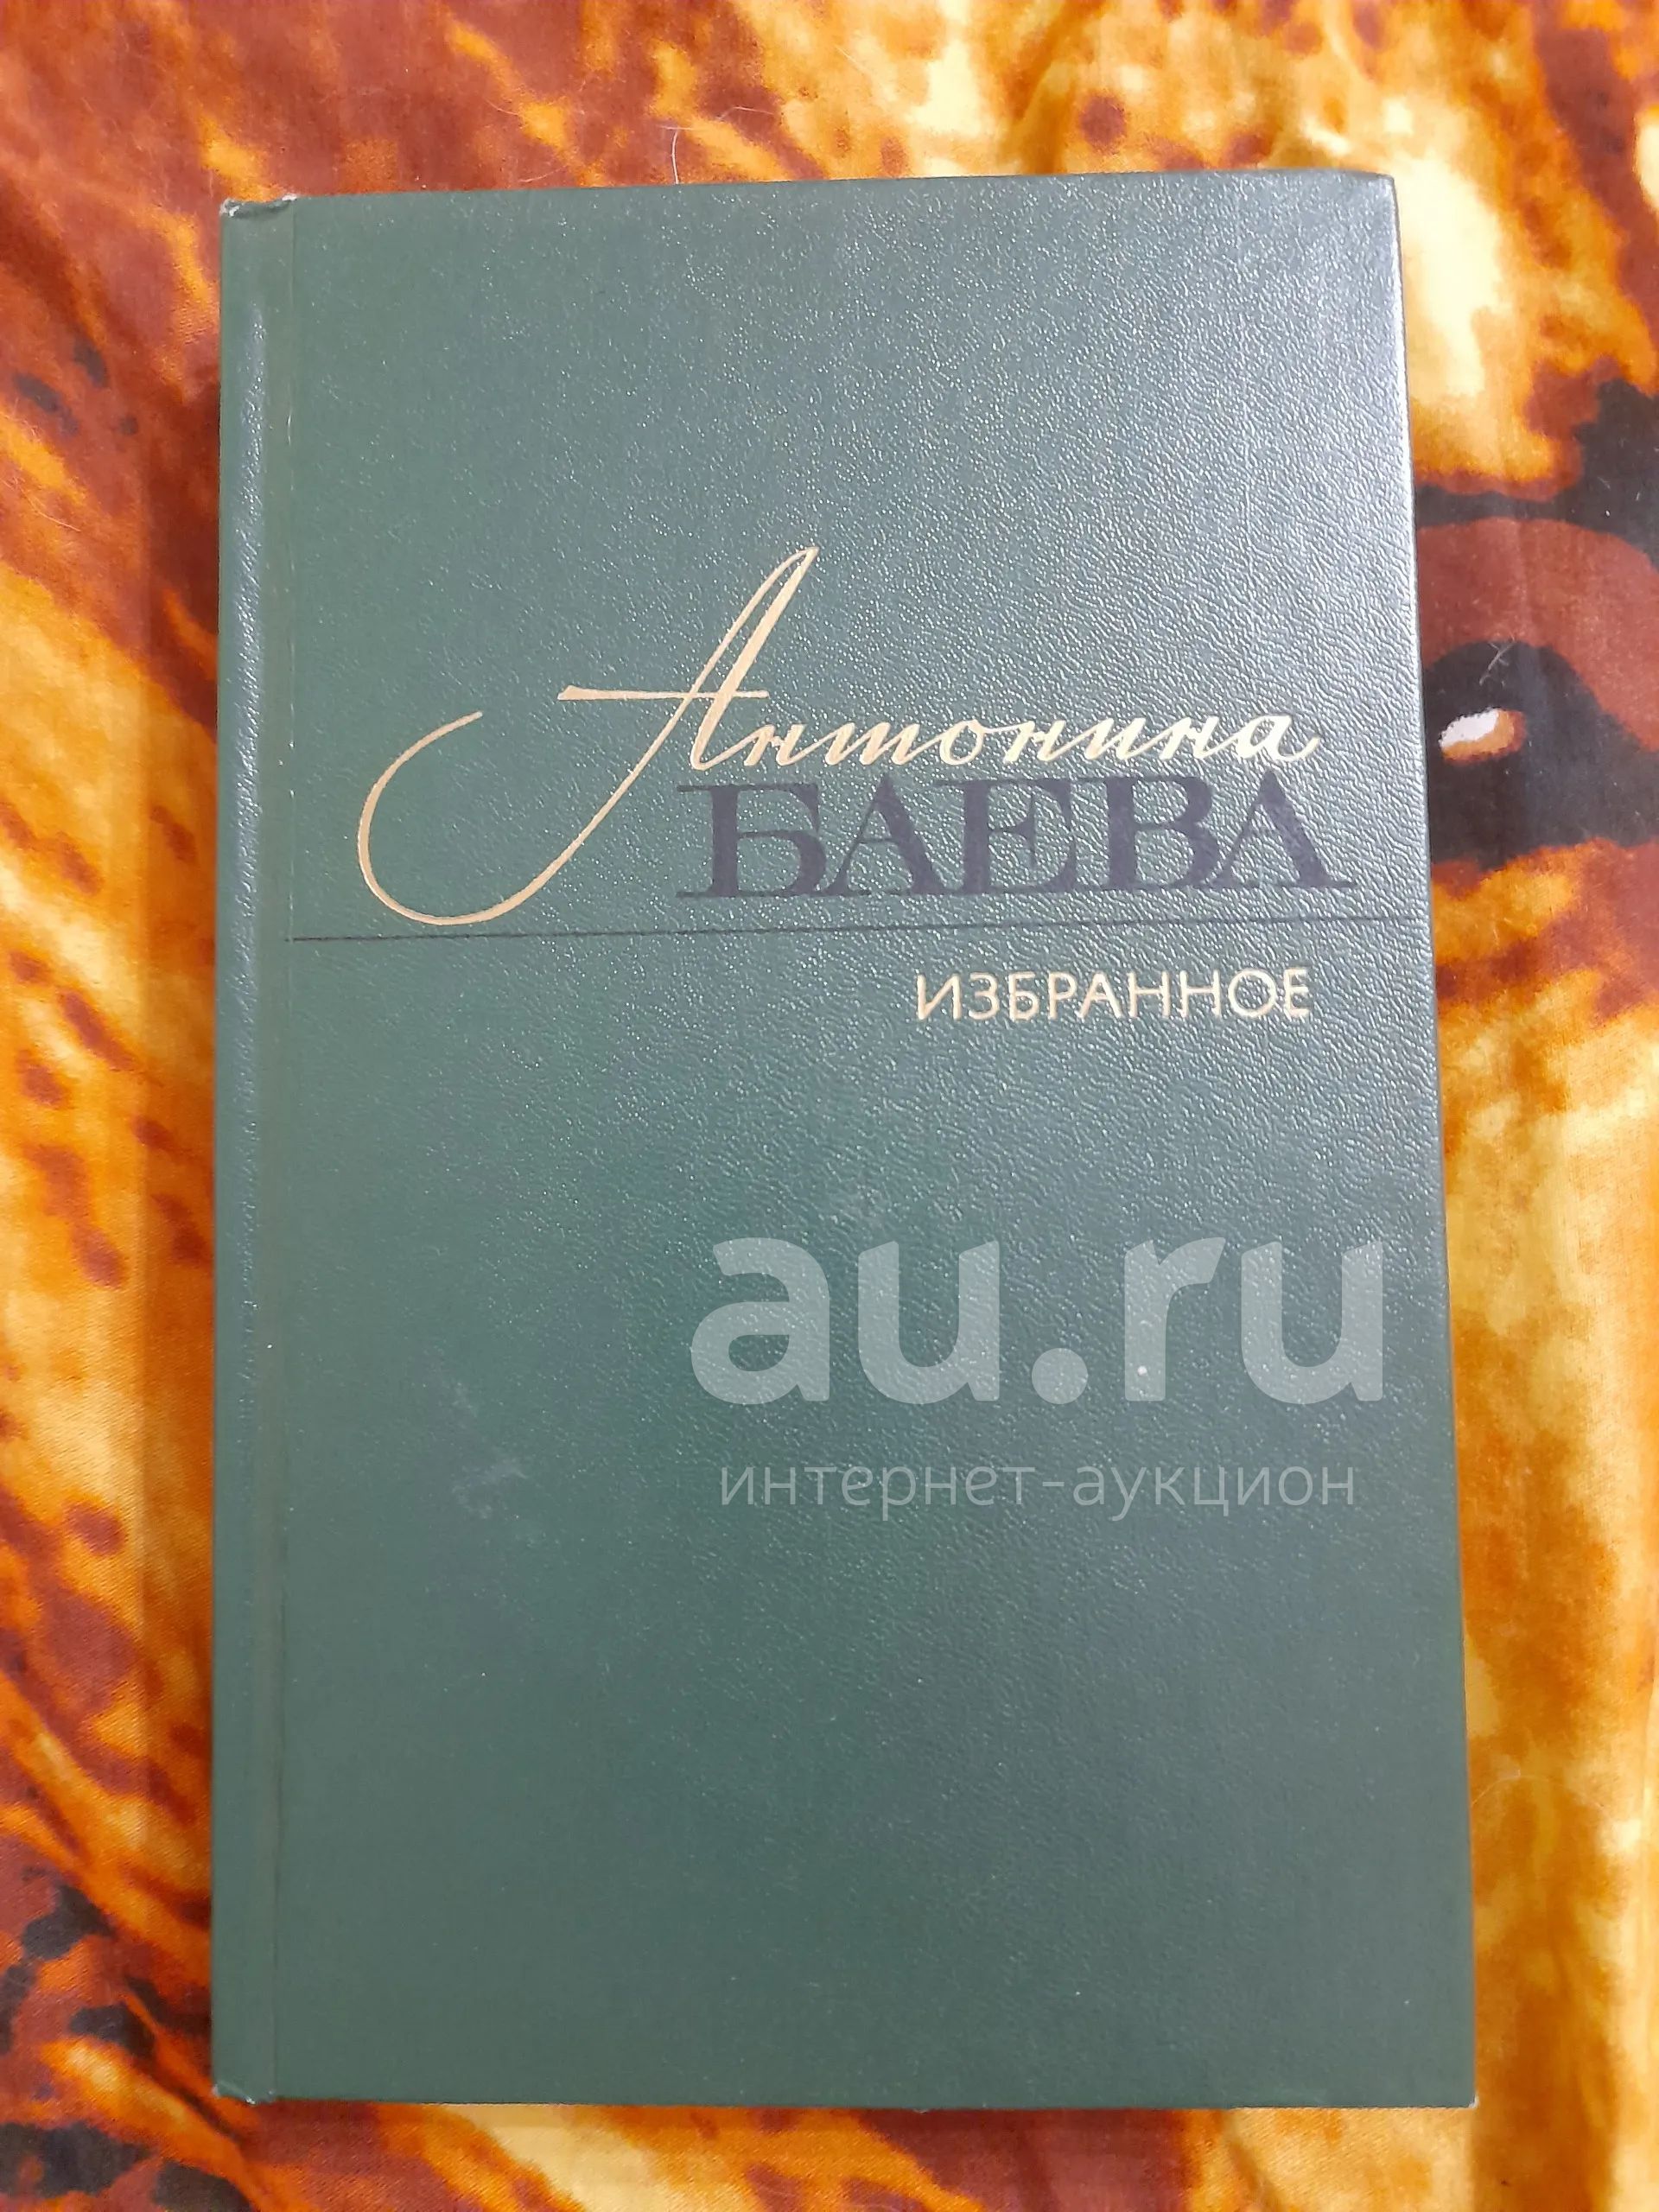 Антонина
БАЕВА
ИЗБРАННОЕ
au.ru
интернет-аукцион